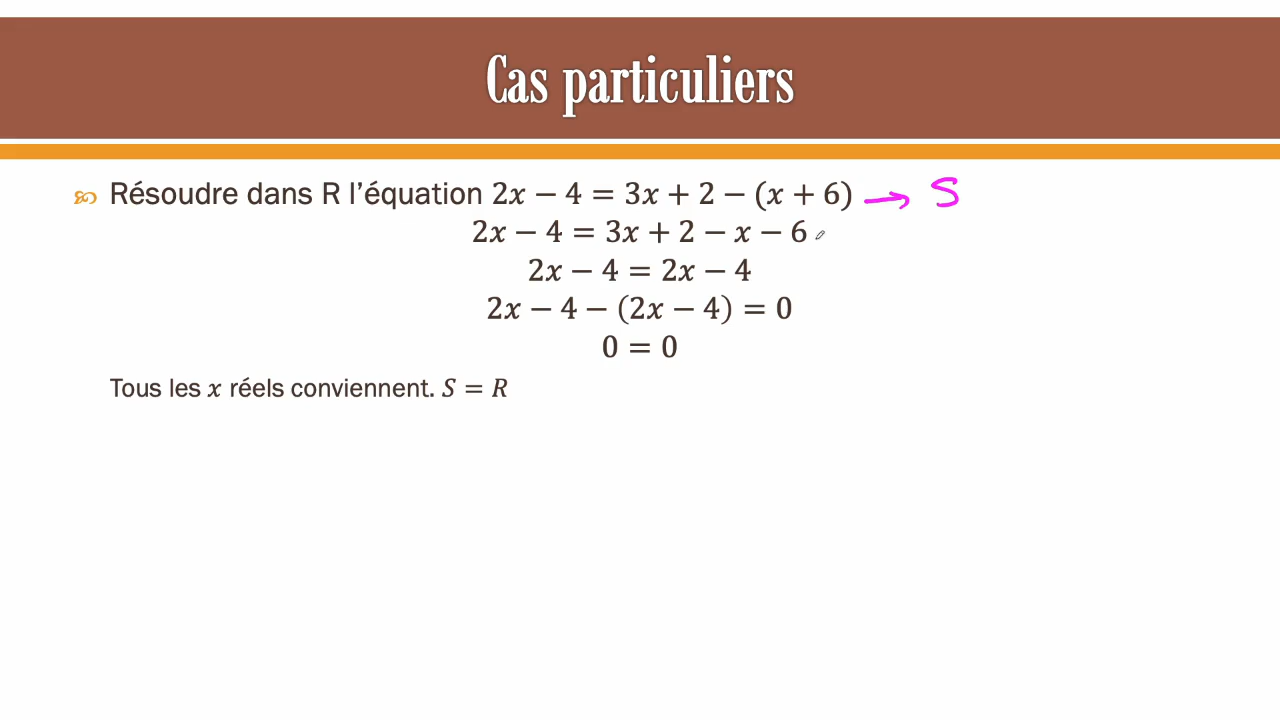 Cas particuliers
Résoudre dans R l’équation 2x − 4 = 3x + 2 − (x + 6) → S
2x − 4 = 3x + 2 − x − 6
2x − 4 = 2x − 4
2x − 4 − (2x − 4) = 0
0 = 0
Tous les x réels conviennent. S = R